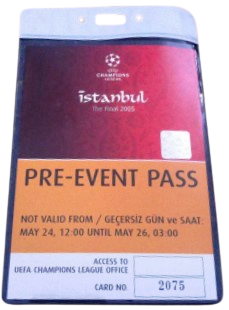 UEFA
CHAMPIONS
LEAGUE
istanbul
The Final 2005
PRE-EVENT PASS
NOT VALID FROM / GEÇERSIZ GÜN ve SAAT
MAY 24, 12:00 UNTIL MAY 26, 03:00
ACCESS TO
UEFA CHAMPIONS LEAGUE OFFICE
CARD NO. 2075